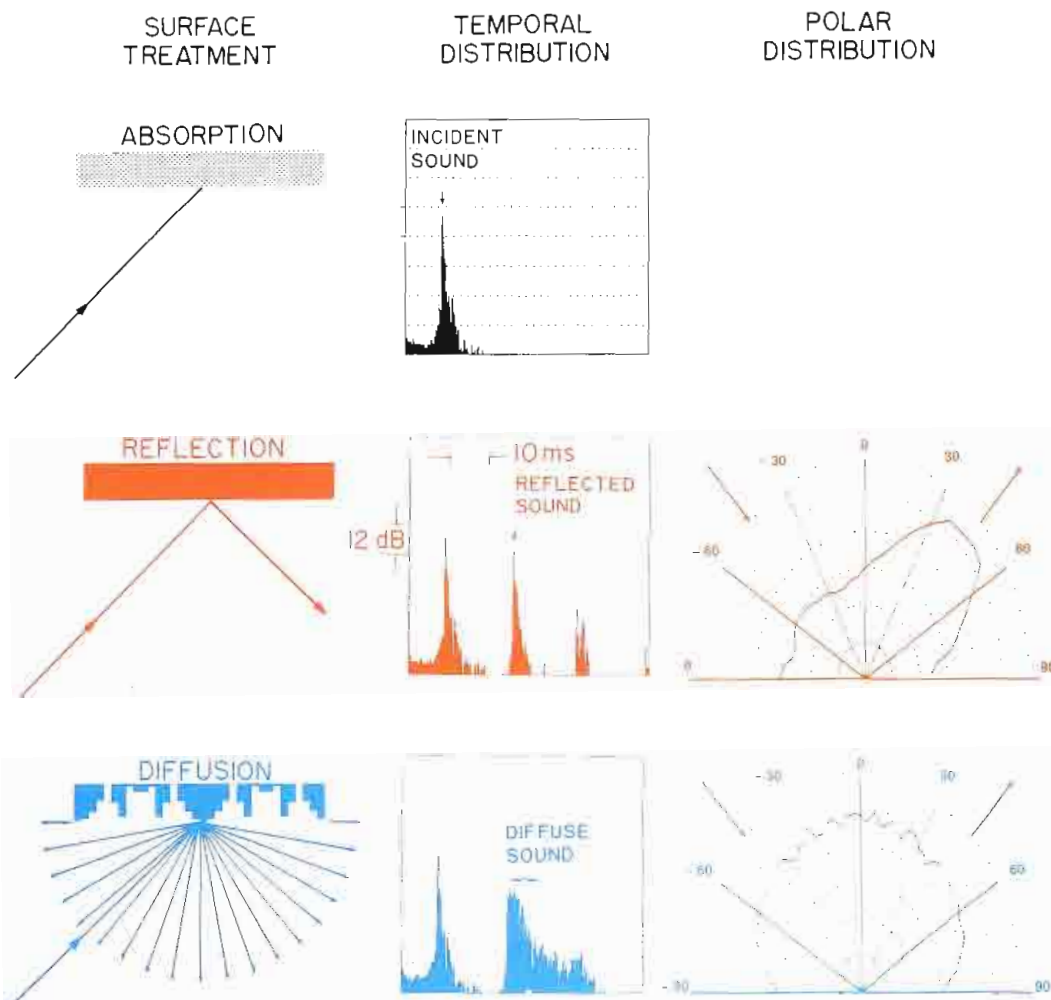 SURFACE
TREATMENT
TEMPORAL
DISTRIBUTION
POLAR
DISTRIBUTION
ABSORPTION
INCIDENT
SOUND
REFLECTION
10 ms
REFLECTED
SOUND
12 dB
-60
-30
0
30
60
0
90
DIFFUSION
DIFFUSE
SOUND
-60
-30
0
30
60
-90
90